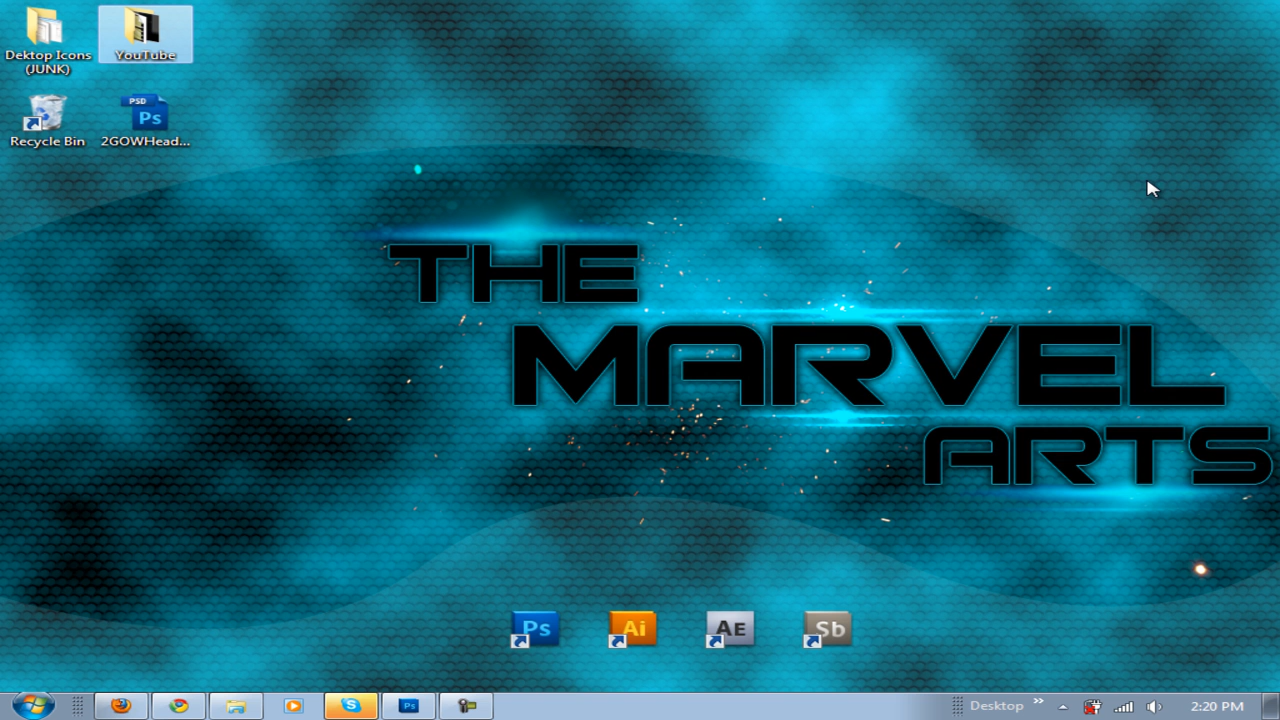 Dektop Icons
(JUNK)
YouTube
Recycle Bin
PSD
Ps
2GOWHead...
THE
MARVEL
ARTS
Ps
Ai
AE
Sb
Ps
Desktop
2:20 PM